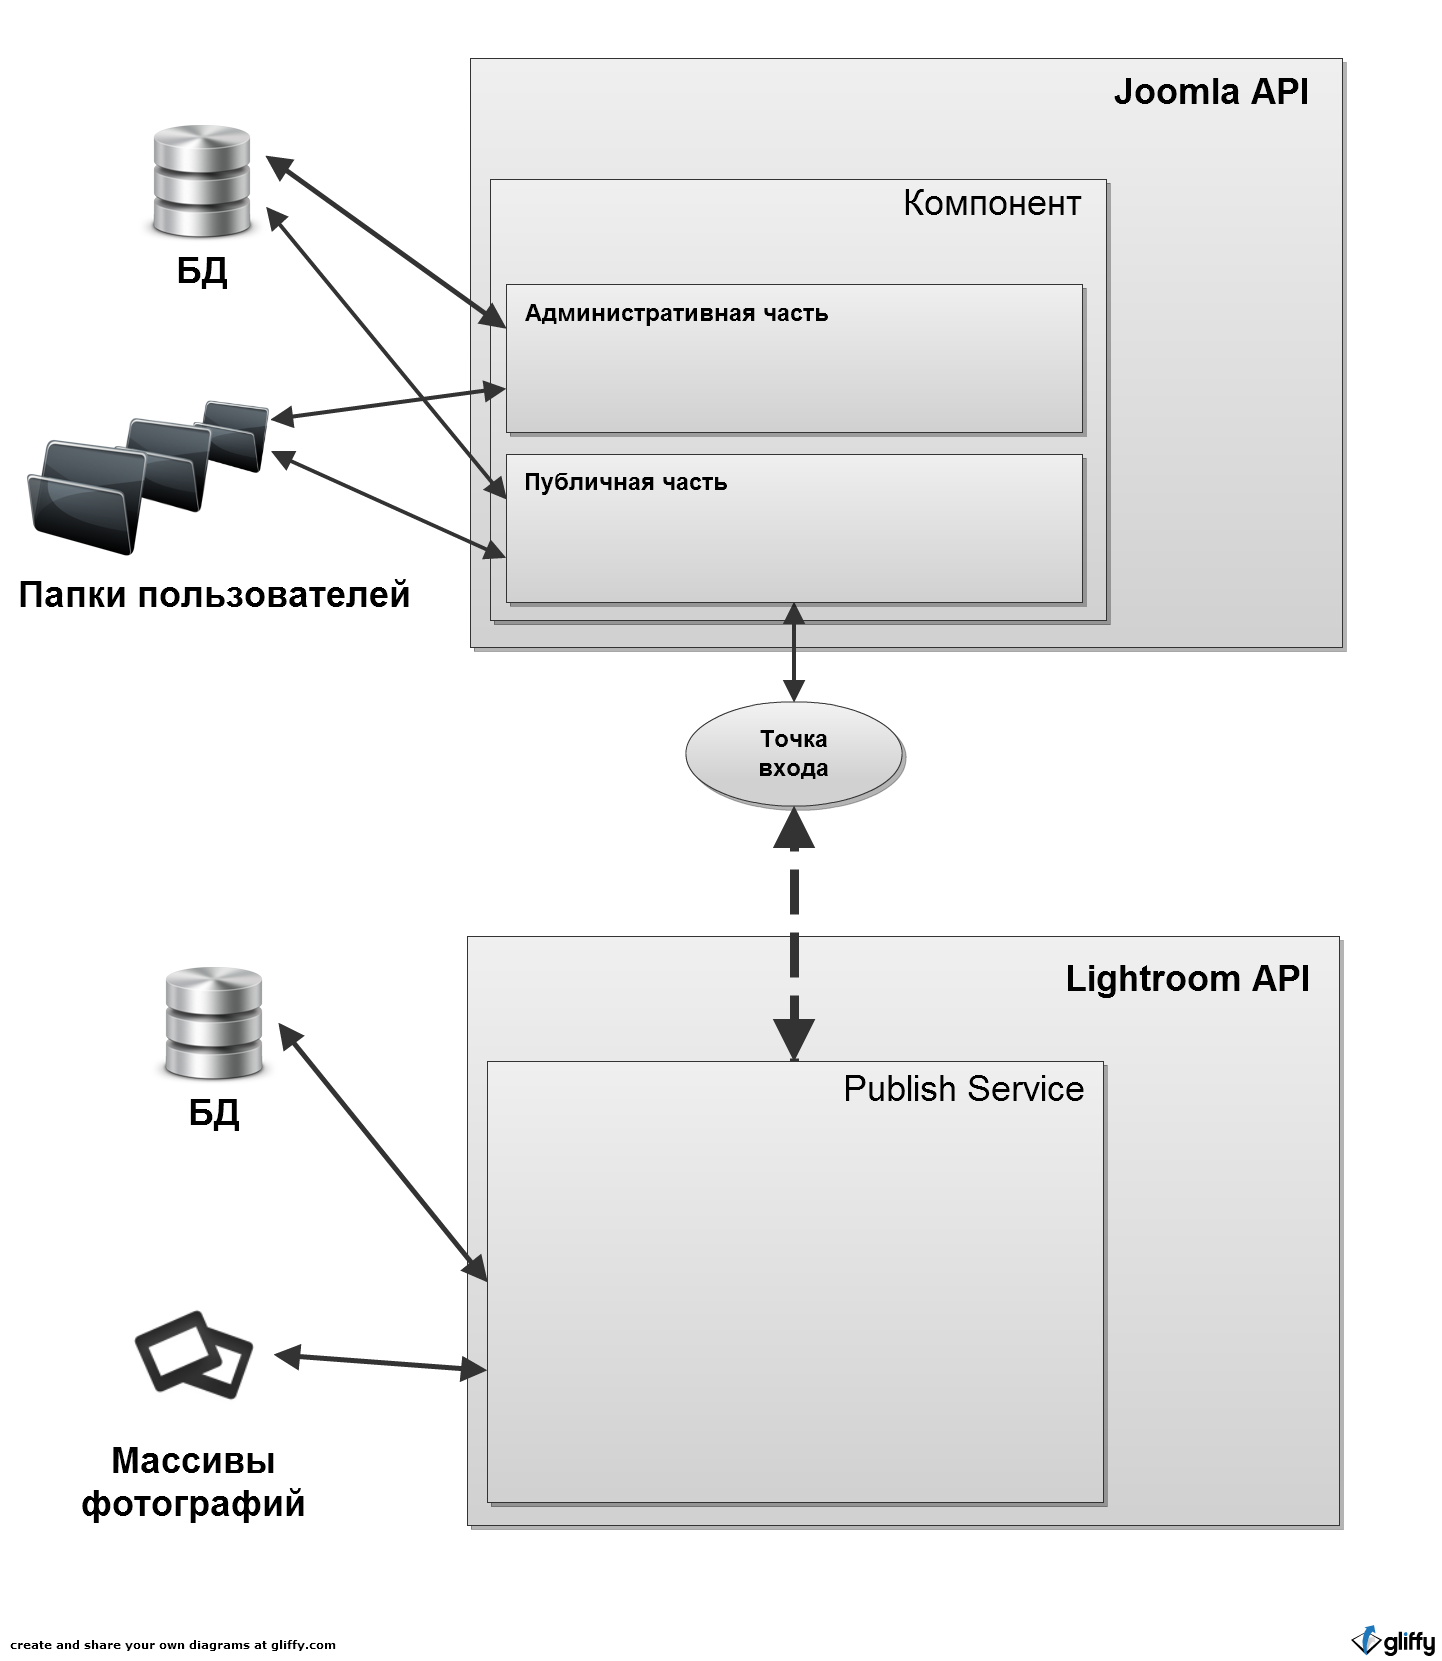 Joomla API
Компонент
БД
Административная часть
Публичная часть
Папки пользователей
Точка
входа
Lightroom API
Publish Service
БД
Массивы
фотографий
create and share your own diagrams at gliffy.com
gliffy